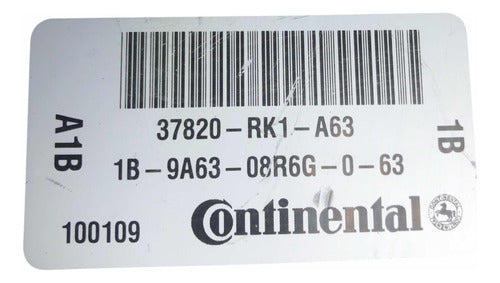 37820-RK1-A63
1B-9A63-08R6G-0-63
100109
Continental
A1B
1B